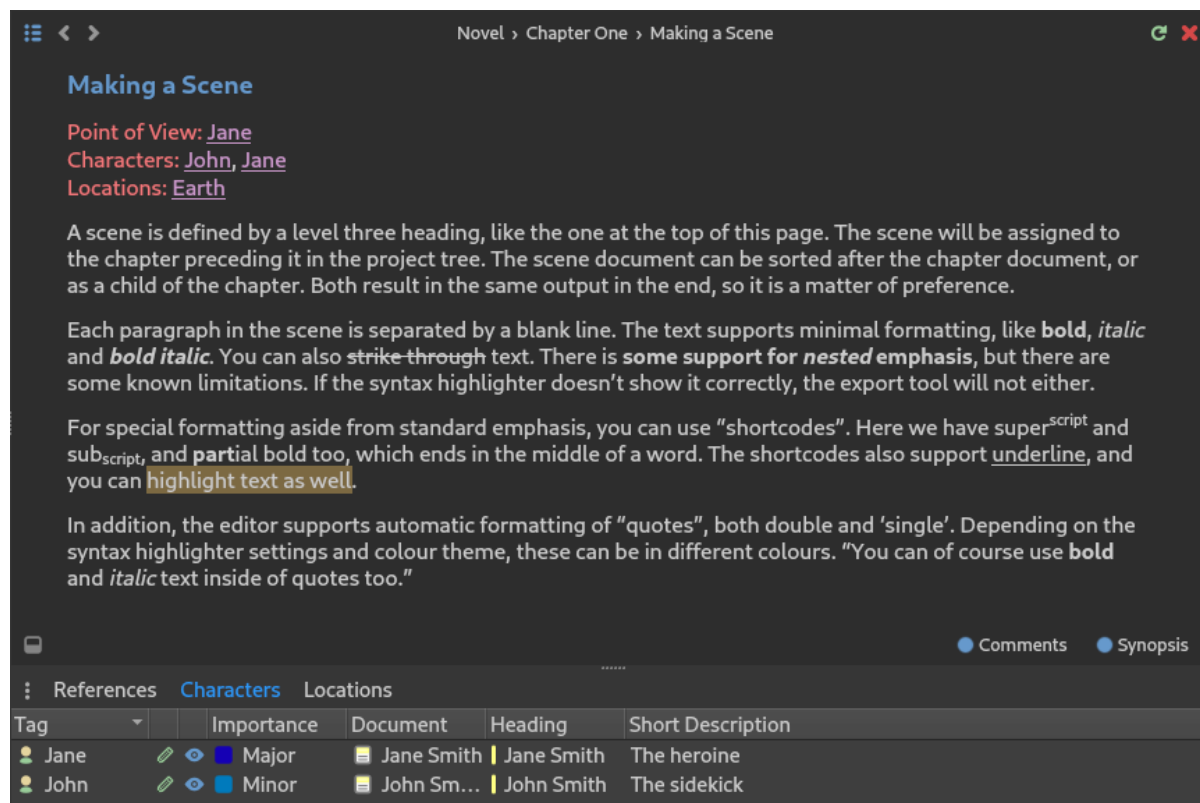 Novel › Chapter One › Making a Scene
Making a Scene
Point of View: Jane
Characters: John, Jane
Locations: Earth
A scene is defined by a level three heading, like the one at the top of this page. The scene will be assigned to
the chapter preceding it in the project tree. The scene document can be sorted after the chapter document, or
as a child of the chapter. Both result in the same output in the end, so it is a matter of preference.
Each paragraph in the scene is separated by a blank line. The text supports minimal formatting, like bold, italic
and bold italic. You can also strike through text. There is some support for nested emphasis, but there are
some known limitations. If the syntax highlighter doesn’t show it correctly, the export tool will not either.
For special formatting aside from standard emphasis, you can use “shortcodes”. Here we have superscript and
subscript, and partial bold too, which ends in the middle of a word. The shortcodes also support underline, and
you can highlight text as well.
In addition, the editor supports automatic formatting of “quotes”, both double and ‘single’. Depending on the
syntax highlighter settings and colour theme, these can be in different colours. “You can of course use bold
and italic text inside of quotes too.”
Comments Synopsis
References Characters Locations
Tag Importance Document Heading Short Description
Jane Major Jane Smith Jane Smith The heroine
John Minor John Sm... John Smith The sidekick